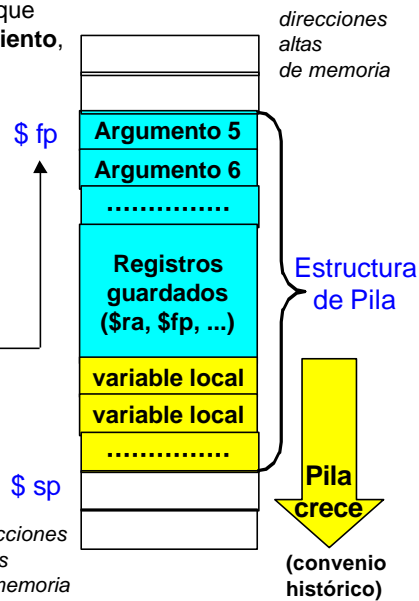 que
iento,
direcciones
altas
de memoria
$ fp
Argumento 5
Argumento 6
...............
Registros
guardados
($ra, $fp, ...)
Estructura
de Pila
variable local
variable local
...............
$ sp
Pila
crece
cciones
s
memoria
(convenio
histórico)